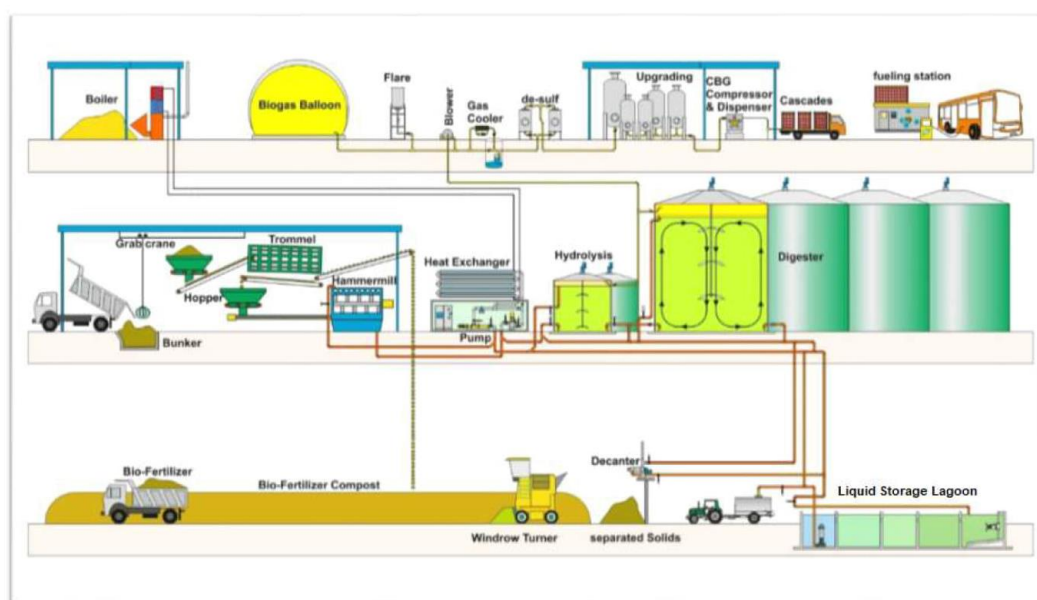 Boiler
Biogas Balloon
Flare
Blower
Gas
Cooler
de-sulf
Upgrading
CBG
Compressor
& Dispenser
Cascades
fueling station
Grab crane
Trommel
Hopper
Hammermill
Bunker
Heat Exchanger
Pump
Hydrolysis
Digester
Bio-Fertilizer
Bio-Fertilizer Compost
Windrow Turner
Decanter
separated Solids
Liquid Storage Lagoon